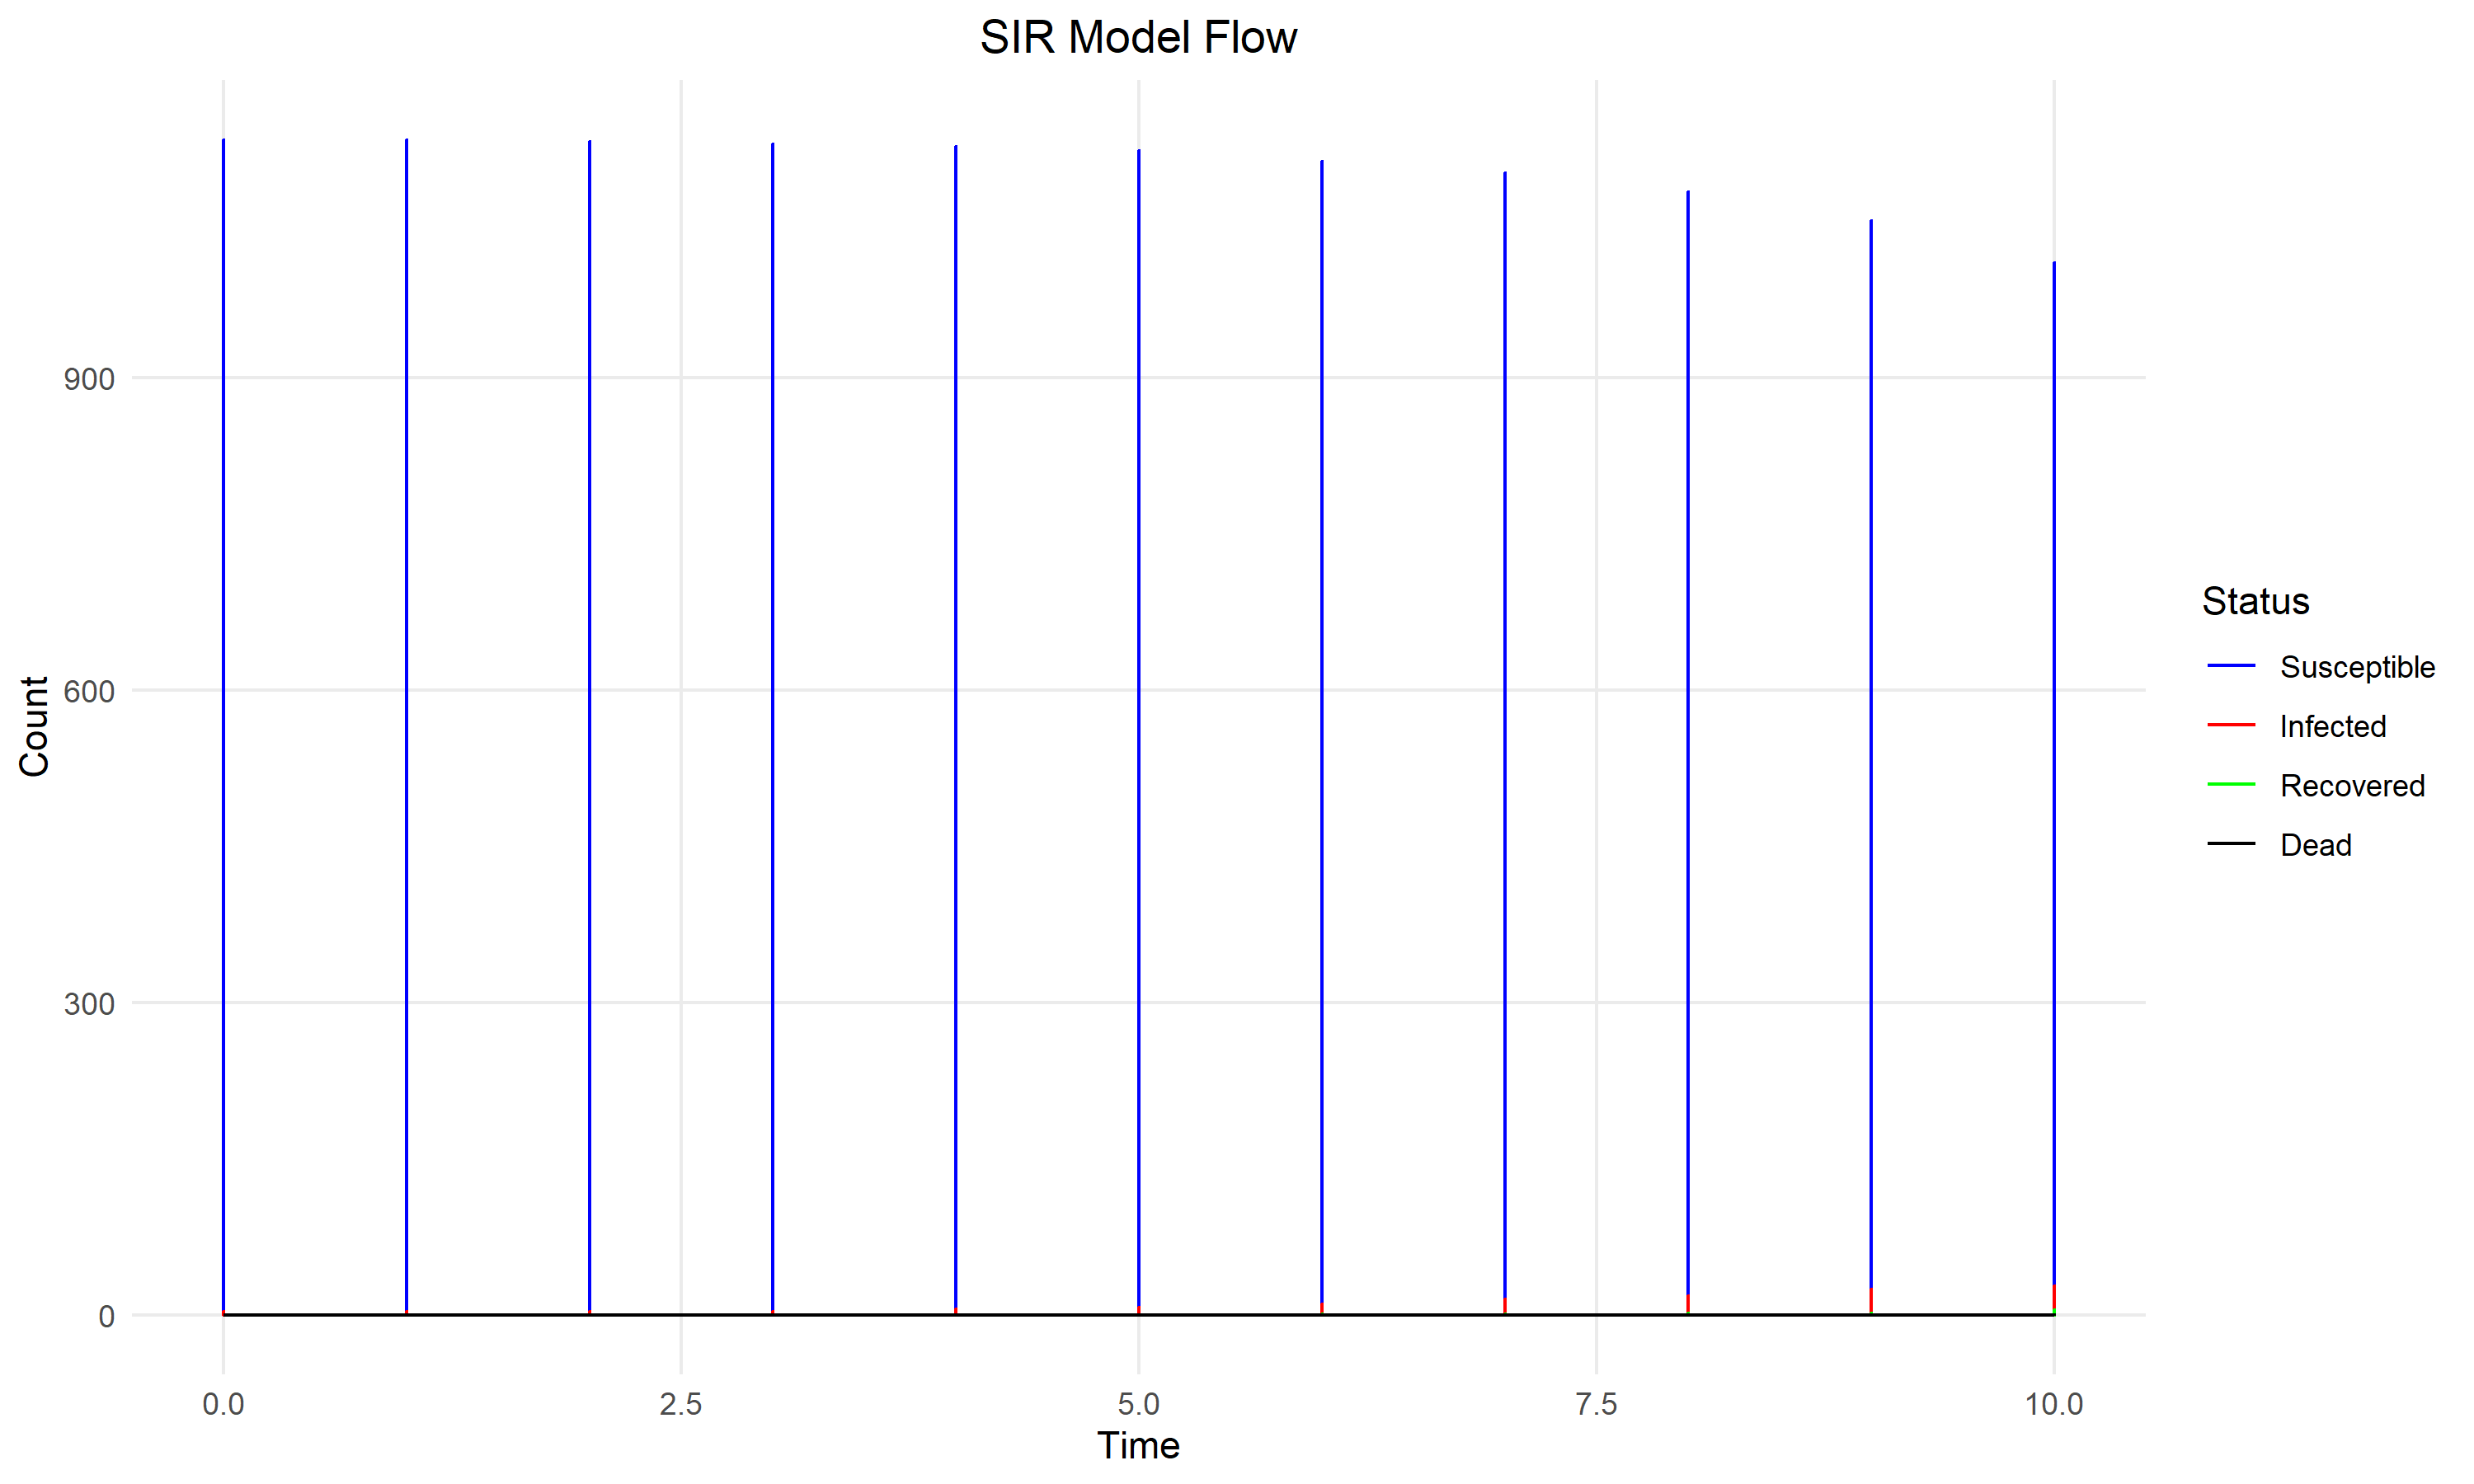 SIR Model Flow
Count
900
600
300
0
0.0 2.5 5.0 7.5 10.0
Time
Status
Susceptible
Infected
Recovered
Dead